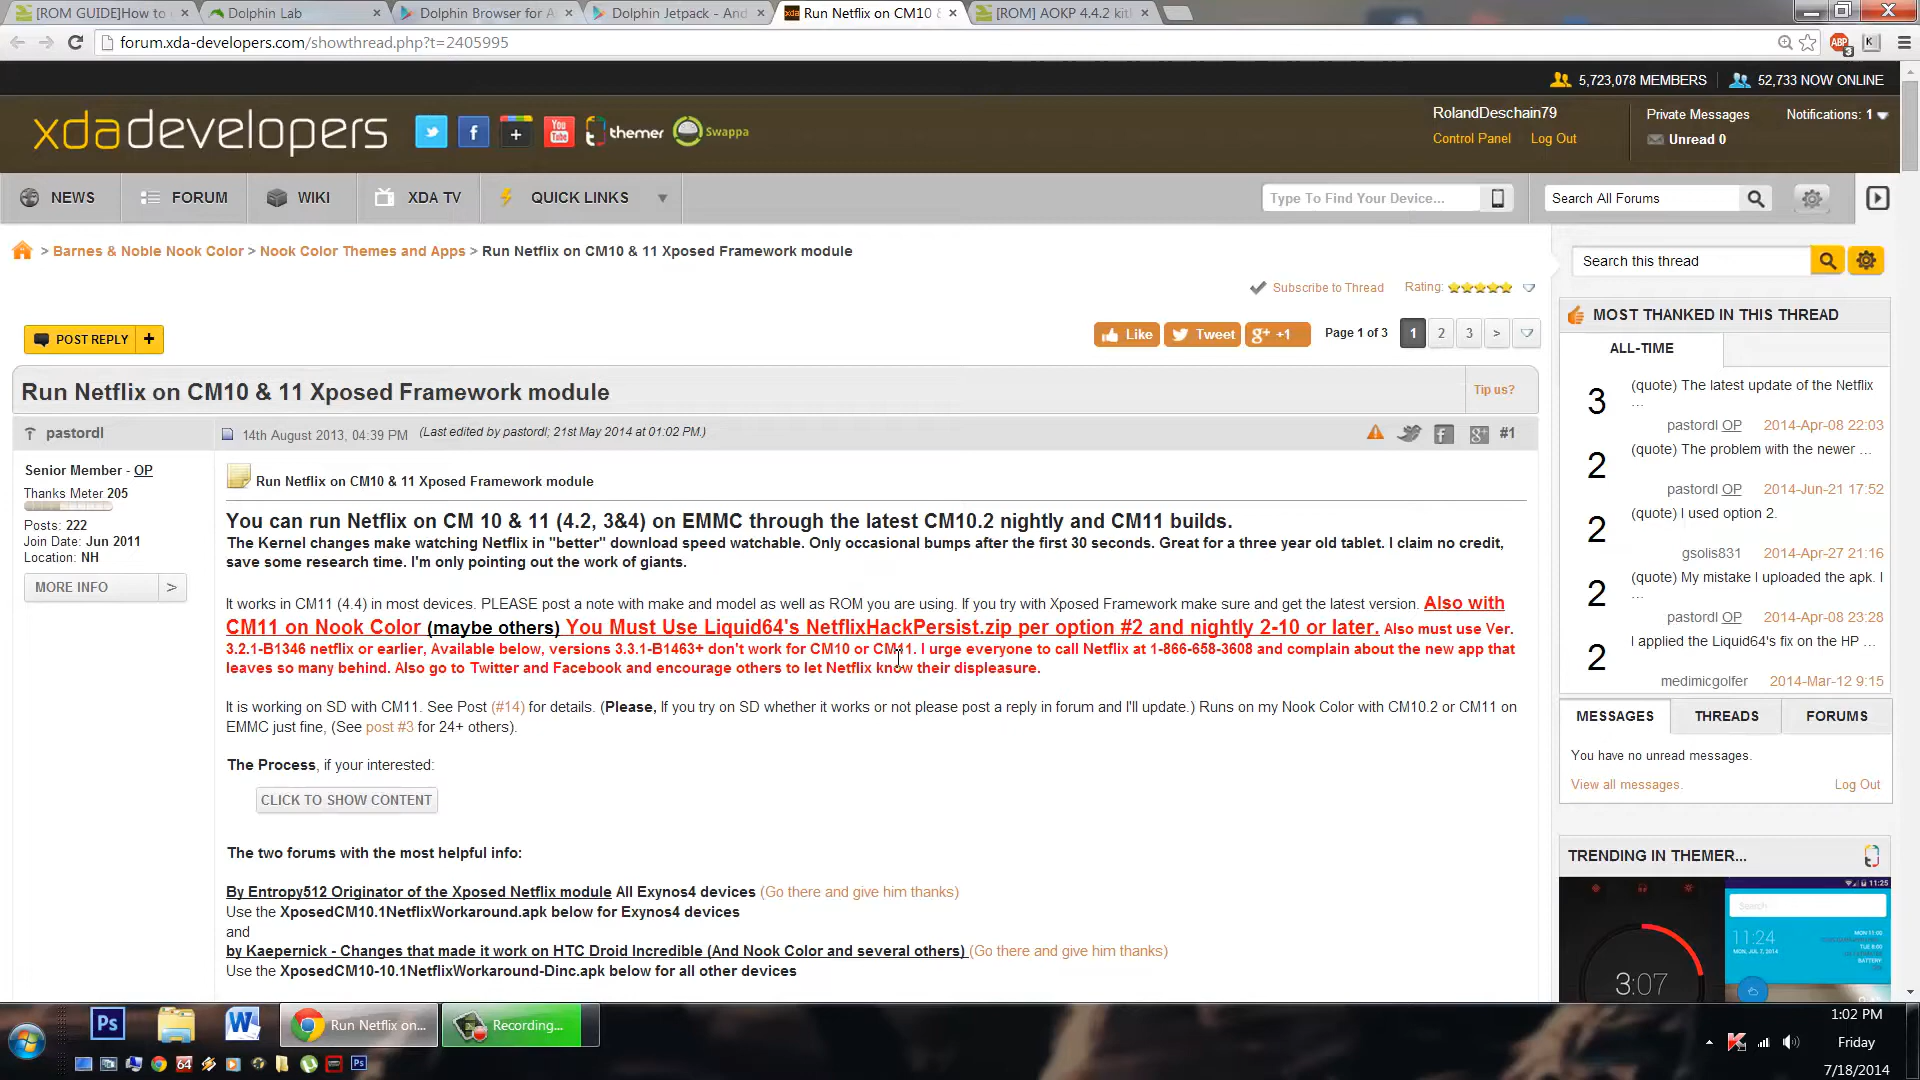 [ROM GUIDE]How to
Dolphin Lab
Dolphin Browser for A
Dolphin Jetpack - And
Run Netflix on CM10 &
[ROM] AOKP 4.4.2 kitk
forum.xda-developers.com/showthread.php?t=2405995
ABP
3
K
5,723,078 MEMBERS
52,733 NOW ONLINE
xdadevelopers
You Tube
themer
Swappa
RolandDeschain79
Control Panel
Log Out
Private Messages
Unread 0
Notifications: 1
NEWS
FORUM
WIKI
XDA TV
QUICK LINKS
Type To Find Your Device...
Search All Forums
> Barnes & Noble Nook Color > Nook Color Themes and Apps > Run Netflix on CM10 & 11 Xposed Framework module
Search this thread
Subscribe to Thread
Rating:
POST REPLY +
Like
Tweet
g+ +1
Page 1 of 3
1 2 3 >
Run Netflix on CM10 & 11 Xposed Framework module
Tip us?
pastordl
14th August 2013, 04:39 PM (Last edited by pastordl; 21st May 2014 at 01:02 PM.)
#1
Senior Member - OP
Thanks Meter 205
Posts: 222
Join Date: Jun 2011
Location: NH
MORE INFO >
Run Netflix on CM10 & 11 Xposed Framework module
You can run Netflix on CM 10 & 11 (4.2, 3&4) on EMMC through the latest CM10.2 nightly and CM11 builds.
The Kernel changes make watching Netflix in "better" download speed watchable. Only occasional bumps after the first 30 seconds. Great for a three year old tablet. I claim no credit,
save some research time. I'm only pointing out the work of giants.
It works in CM11 (4.4) in most devices. PLEASE post a note with make and model as well as ROM you are using. If you try with Xposed Framework make sure and get the latest version. Also with
CM11 on Nook Color (maybe others) You Must Use Liquid64's NetflixHackPersist.zip per option #2 and nightly 2-10 or later. Also must use Ver.
3.2.1-B1346 netflix or earlier, Available below, versions 3.3.1-B1463+ don't work for CM10 or CM11. I urge everyone to call Netflix at 1-866-658-3608 and complain about the new app that
leaves so many behind. Also go to Twitter and Facebook and encourage others to let Netflix know their displeasure.
It is working on SD with CM11. See Post (#14) for details. (Please, If you try on SD whether it works or not please post a reply in forum and I'll update.) Runs on my Nook Color with CM10.2 or CM11 on
EMMC just fine, (See post #3 for 24+ others).
The Process, if your interested:
CLICK TO SHOW CONTENT
The two forums with the most helpful info:
By Entropy512 Originator of the Xposed Netflix module All Exynos4 devices (Go there and give him thanks)
Use the XposedCM10.1NetflixWorkaround.apk below for Exynos4 devices
and
by Kaepernick - Changes that made it work on HTC Droid Incredible (And Nook Color and several others) (Go there and give him thanks)
Use the XposedCM10-10.1NetflixWorkaround-Dinc.apk below for all other devices
MOST THANKED IN THIS THREAD
ALL-TIME
3 (quote) The latest update of the Netflix
...
pastordl OP 2014-Apr-08 22:03
2 (quote) The problem with the newer ...
pastordl OP 2014-Jun-21 17:52
2 (quote) I used option 2.
gsolis831 2014-Apr-27 21:16
2 (quote) My mistake I uploaded the apk. I
pastordl OP 2014-Apr-08 23:28
2 I applied the Liquid64's fix on the HP ...
medimicgolfer 2014-Mar-12 9:15
MESSAGES
THREADS
FORUMS
You have no unread messages.
View all messages.
Log Out
TRENDING IN THEMER...
3:07
11:25
Search
11:24
MON 11:00
MON, JUL 7, 2014
TUE 8:00
BATTERY
Ps
W
Run Netflix on...
Recording...
64
Ps
1:02 PM
Friday
7/18/2014